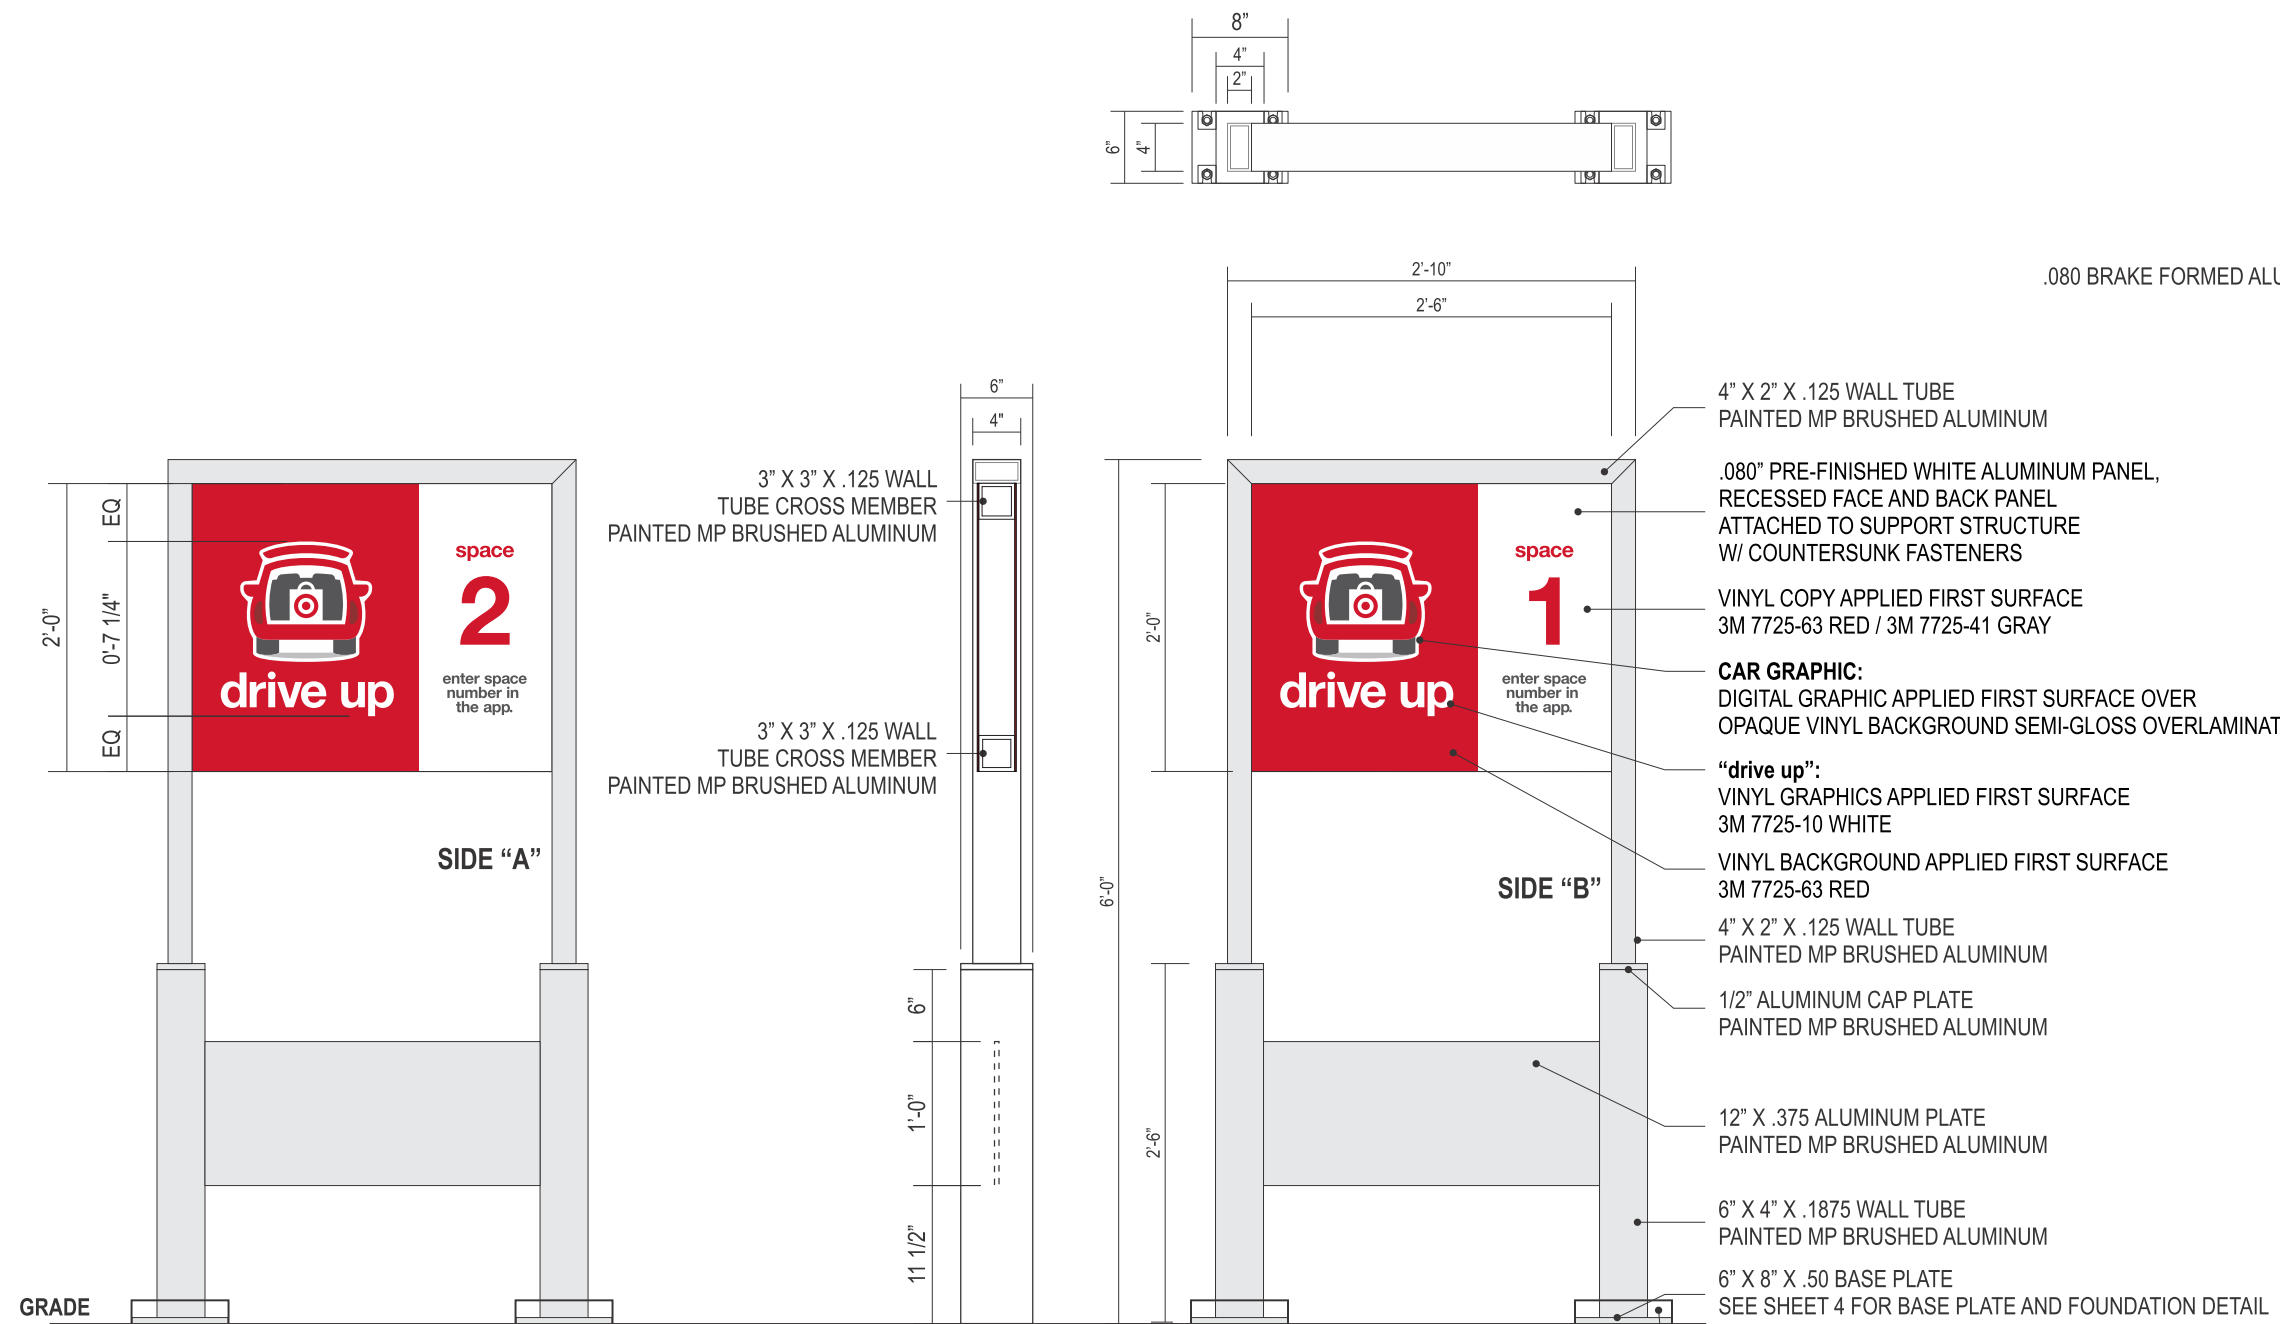 8”
4”
2”
6”
4”
2’-10”
2’-6”
.080 BRAKE FORMED ALU
6”
4"
4” X 2” X .125 WALL TUBE
PAINTED MP BRUSHED ALUMINUM
3” X 3” X .125 WALL
TUBE CROSS MEMBER
PAINTED MP BRUSHED ALUMINUM
.080” PRE-FINISHED WHITE ALUMINUM PANEL,
RECESSED FACE AND BACK PANEL
ATTACHED TO SUPPORT STRUCTURE
W/ COUNTERSUNK FASTENERS
EQ
2’-0”
0'-7 1/4"
EQ
space
2
enter space
number in
the app.
drive up
2’-0”
space
1
enter space
number in
the app.
drive up
VINYL COPY APPLIED FIRST SURFACE
3M 7725-63 RED / 3M 7725-41 GRAY
CAR GRAPHIC:
DIGITAL GRAPHIC APPLIED FIRST SURFACE OVER
OPAQUE VINYL BACKGROUND SEMI-GLOSS OVERLAMINAT
3” X 3” X .125 WALL
TUBE CROSS MEMBER
PAINTED MP BRUSHED ALUMINUM
“drive up”:
VINYL GRAPHICS APPLIED FIRST SURFACE
3M 7725-10 WHITE
SIDE “A”
SIDE “B”
6’-0”
VINYL BACKGROUND APPLIED FIRST SURFACE
3M 7725-63 RED
4” X 2” X .125 WALL TUBE
PAINTED MP BRUSHED ALUMINUM
1/2” ALUMINUM CAP PLATE
PAINTED MP BRUSHED ALUMINUM
6”
1’-0”
11 1/2”
2’-6”
12” X .375 ALUMINUM PLATE
PAINTED MP BRUSHED ALUMINUM
6” X 4” X .1875 WALL TUBE
PAINTED MP BRUSHED ALUMINUM
6” X 8” X .50 BASE PLATE
SEE SHEET 4 FOR BASE PLATE AND FOUNDATION DETAIL
GRADE